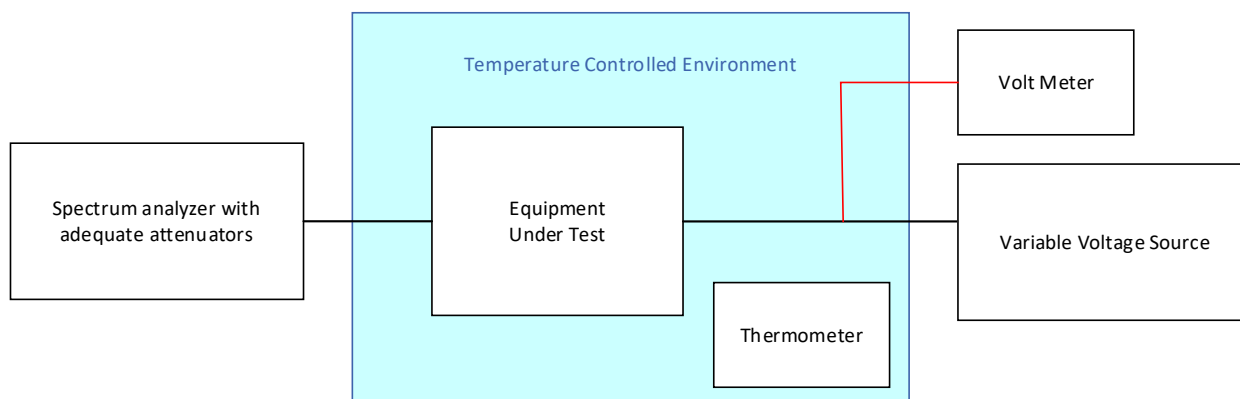 Temperature Controlled Environment
Volt Meter
Spectrum analyzer with
adequate attenuators
Equipment
Under Test
Variable Voltage Source
Thermometer